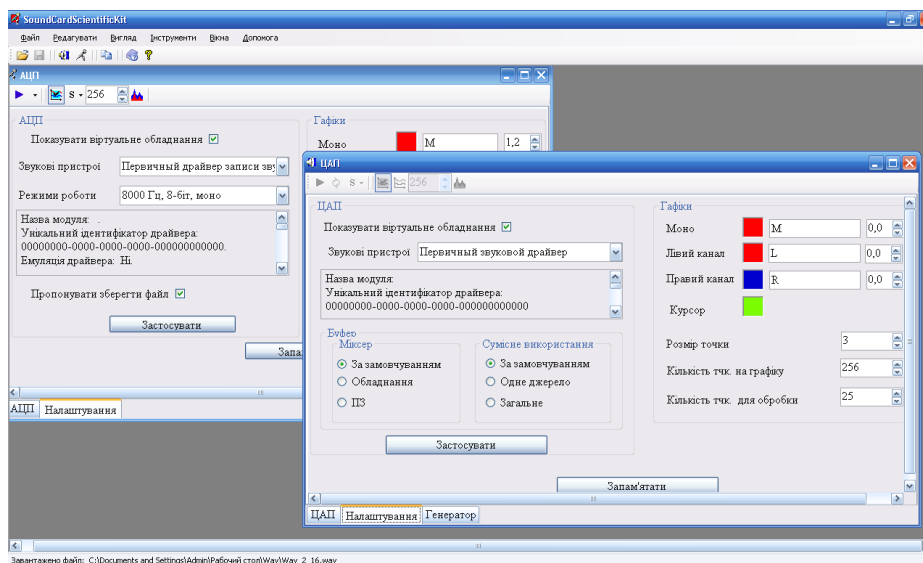 SoundCardScientificKit
Файл Редагувати Вигляд Інструменти Вікна Допомога
АЦП
S 256
АЦП
Показувати віртуальне обладнання
Звукові пристрої Первичный драйвер записи зву
Режими роботи 8000 Гц, 8-біт, моно
Назва модуля: .
Унікальний ідентифікатор драйвера:
00000000-0000-0000-0000-000000000000.
Емуляція драйвера: Ні.
Пропонувати зберегти файл
Застосувати
Запа
АЦП Налаштування
Гафіки
Моно M 1,2
ЦАП
S 256
ЦАП
Показувати віртуальне обладнання
Звукові пристрої Первичный звуковой драйвер
Назва модуля:
Унікальний ідентифікатор драйвера:
00000000-0000-0000-0000-000000000000
Буфер
Міксер
За замовчуванням
Обладнання
ПЗ
Сумісне використання
За замовчуванням
Одне джерело
Загальне
Застосувати
Гафіки
Моно M 0,0
Лівий канал L 0,0
Правий канал R 0,0
Курсор
Розмір точки 3
Кількість тчк. на графіку 256
Кількість тчк. для обробки 25
Запам'ятати
ЦАП Налаштування Генератор
Завантажено файл: C:\Documents and Settings\Admin\Рабочий стол\Wav\Wav_2_16.wav